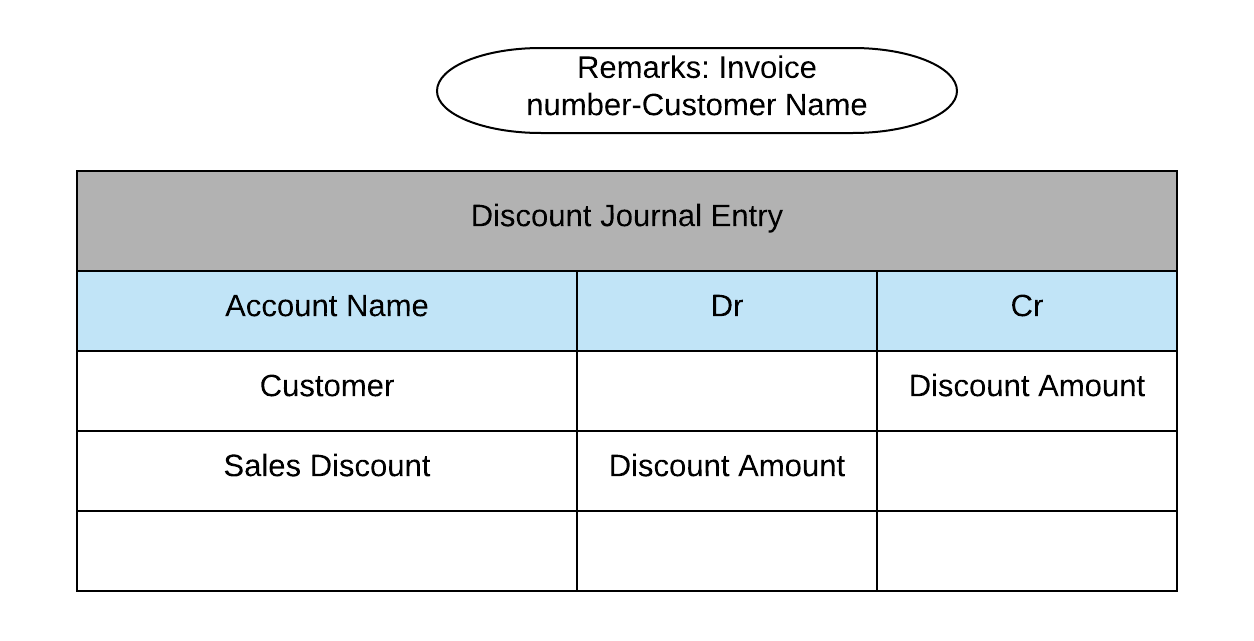 Remarks: Invoice
number-Customer Name
Discount Journal Entry
Account Name Dr Cr
Customer Discount Amount
Sales Discount Discount Amount